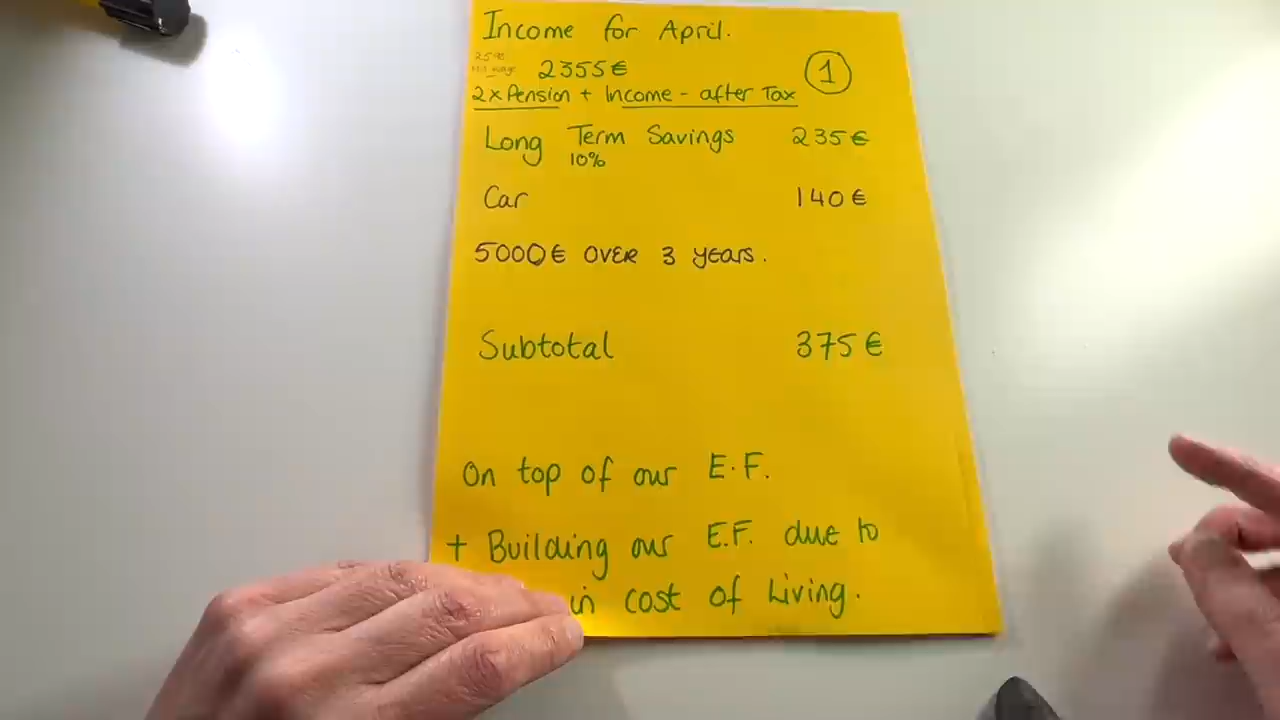 Income for April.
2355€
1
2x Pension + Income - after Tax
Long Term Savings 235€
10%
Car 140€
5000€ OVER 3 years.
Subtotal 375€
On top of our E.F.
+ Building our E.F. due to
in cost of Living.